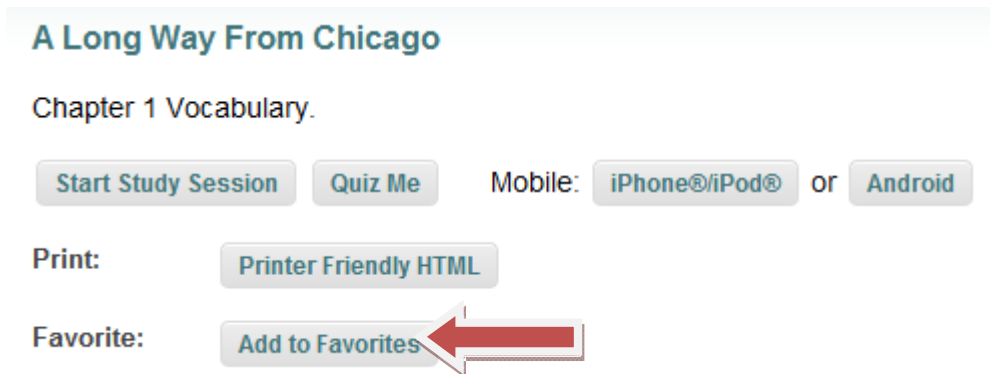 A Long Way From Chicago
Chapter 1 Vocabulary.
Start Study Session Quiz Me Mobile: iPhone®/iPod® or Android
Print: Printer Friendly HTML
Favorite: Add to Favorites